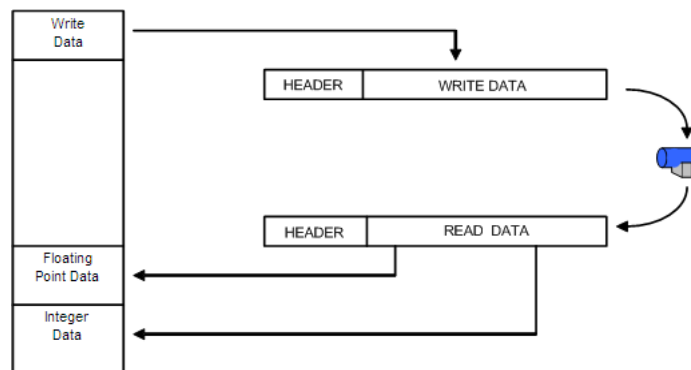 Write
Data
HEADER
WRITE DATA
HEADER
READ DATA
Floating
Point Data
Integer
Data